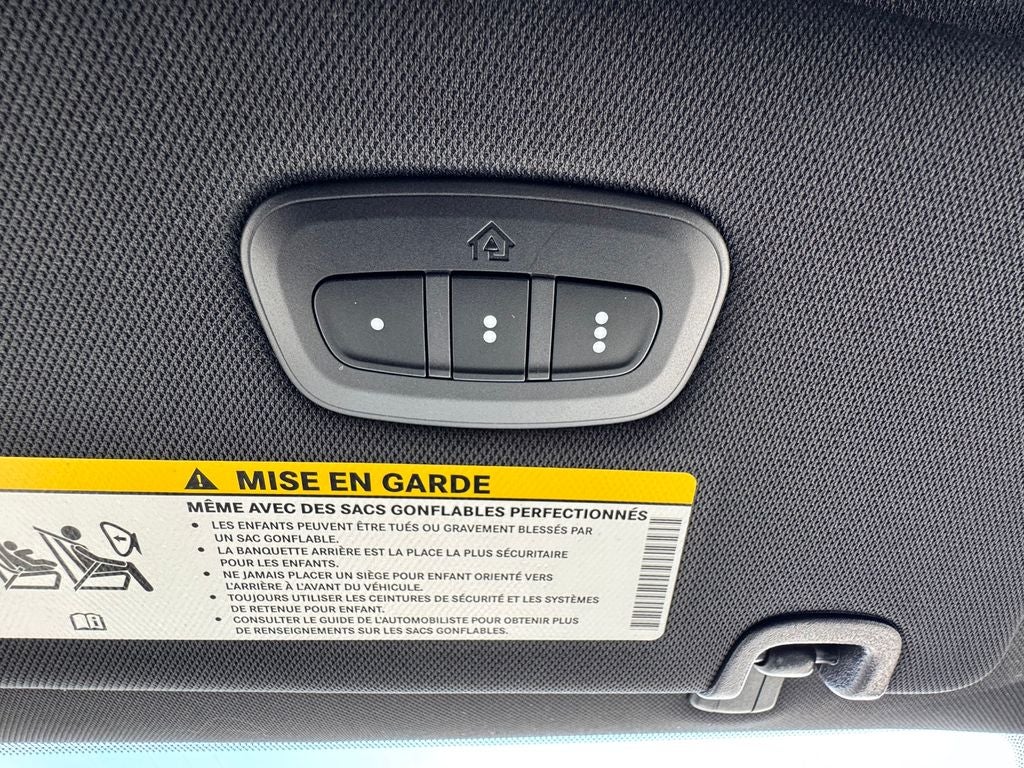 MISE EN GARDE
MÊME AVEC DES SACS GONFLABLES PERFECTIONNÉS
• LES ENFANTS PEUVENT ÊTRE TUÉS OU GRAVEMENT BLESSÉS PAR
UN SAC GONFLABLE.
• LA BANQUETTE ARRIÈRE EST LA PLACE LA PLUS SÉCURITAIRE
POUR LES ENFANTS.
• NE JAMAIS PLACER UN SIÈGE POUR ENFANT ORIENTÉ VERS
L'ARRIÈRE À L'AVANT DU VÉHICULE.
• TOUJOURS UTILISER LES CEINTURES DE SÉCURITÉ ET LES SYSTÈMES
DE RETENUE POUR ENFANT.
• CONSULTER LE GUIDE DE L'AUTOMOBILISTE POUR OBTENIR PLUS
DE RENSEIGNEMENTS SUR LES SACS GONFLABLES.